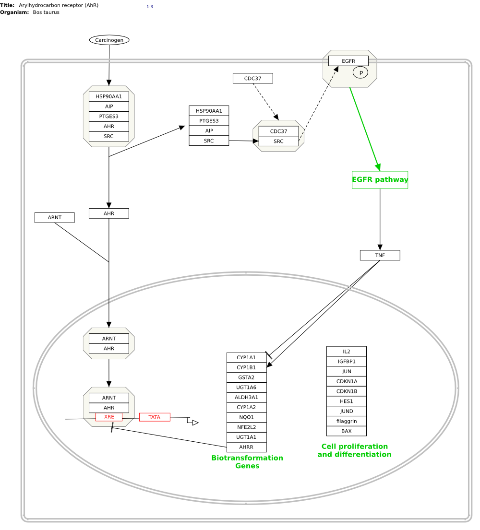 Title: Aryl hydrocarbon receptor (AhR)
Organism: Bos taurus
Carcinogen
EGFR
P
CDC37
HSP90AA1
AIP
PTGES3
AHR
SRC
HSP90AA1
PTGES3
AIP
SRC
CDC37
SRC
EGFR pathway
ARNT
AHR
TNF
ARNT
AHR
ARNT
AHR
XRE
TATA
CYP1A1
CYP1B1
GSTA2
UGT1A6
ALDH3A1
CYP1A2
NQO1
NFE2L2
UGT1A1
AHRR
Biotransformation
Genes
IL2
IGFBP1
JUN
CDKN1A
CDKN1B
HES1
JUND
filaggrin
BAX
Cell proliferation
and differentiation